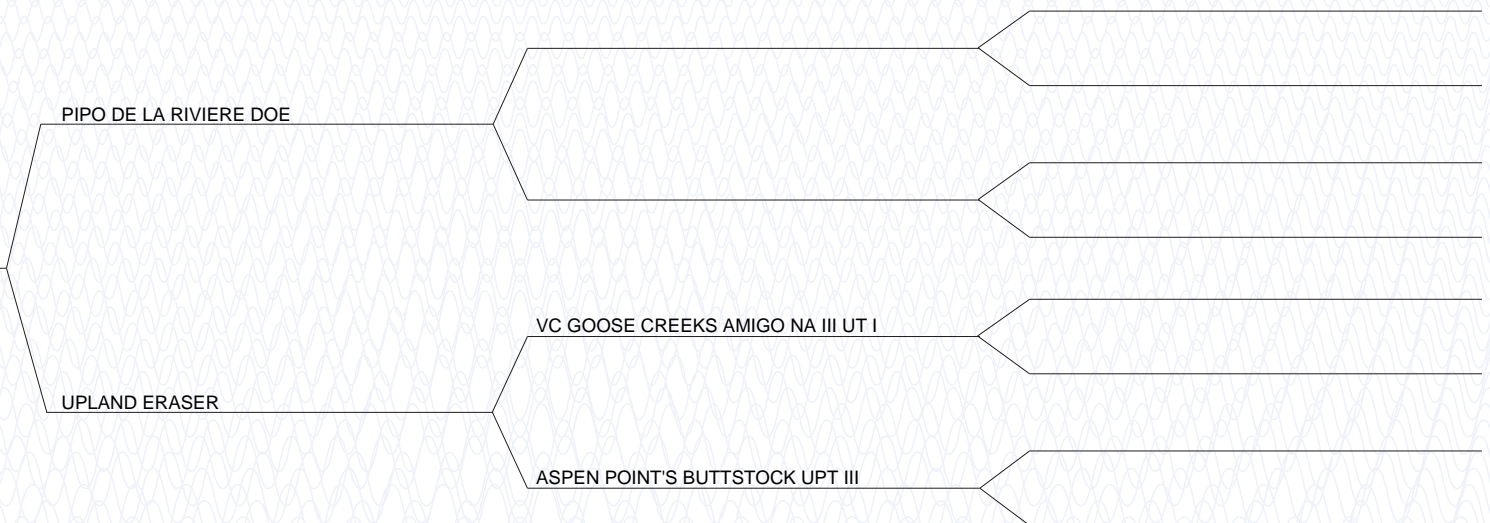 PIPO DE LA RIVIERE DOE
VC GOOSE CREEKS AMIGO NA III UT I
UPLAND ERASER
ASPEN POINT'S BUTTSTOCK UPT III